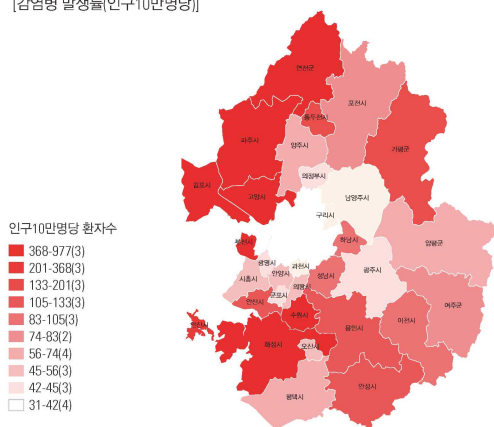 [감염병 발생률(인구10만명당)]
연천군
포천시
동두천시
파주시
양주시
가평군
의정부시
김포시
고양시
남양주시
구리시
하남시
부천시
양평군
광명시
과천시
광주시
시흥시
안양시
성남시
의왕시
군포시
안산시
여주군
수원시
이천시
안산시
용인시
화성시
오산시
안성시
평택시
인구10만명당 환자수
368-977(3)
201-368(3)
133-201(3)
105-133(3)
83-105(3)
74-83(2)
56-74(4)
45-56(3)
42-45(3)
31-42(4)